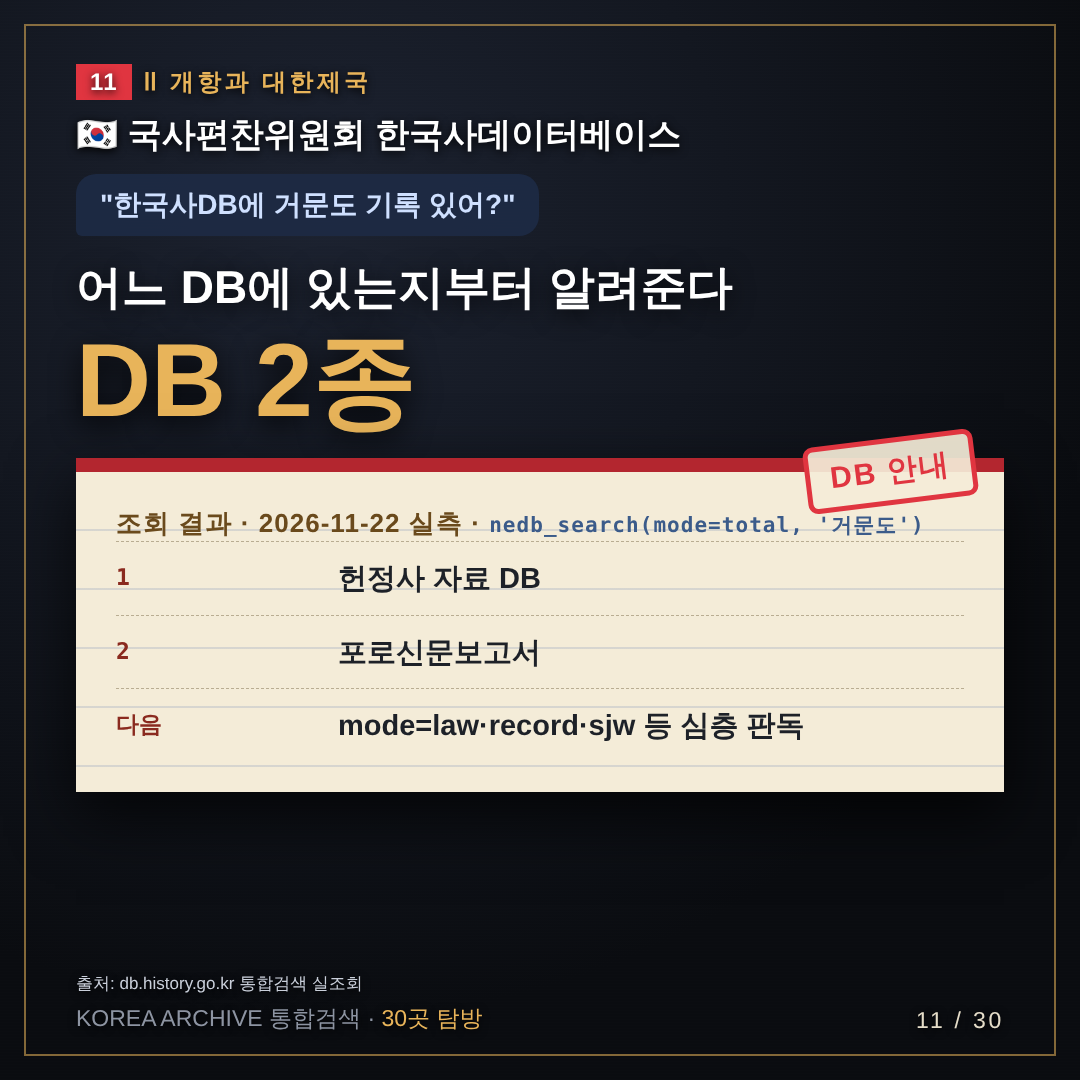 11 Ⅱ 개항과 대한제국
🇰🇷 국사편찬위원회 한국사데이터베이스
"한국사DB에 거문도 기록 있어?"
어느 DB에 있는지부터 알려준다
DB 2종
DB 안내
조회 결과 · 2026-11-22 실측 · nedb_search(mode=total, '거문도')
1 헌정사 자료 DB
2 포로신문보고서
다음 mode=law·record·sjw 등 심층 판독
출처: db.history.go.kr 통합검색 실조회
KOREA ARCHIVE 통합검색 · 30곳 탐방
11 / 30